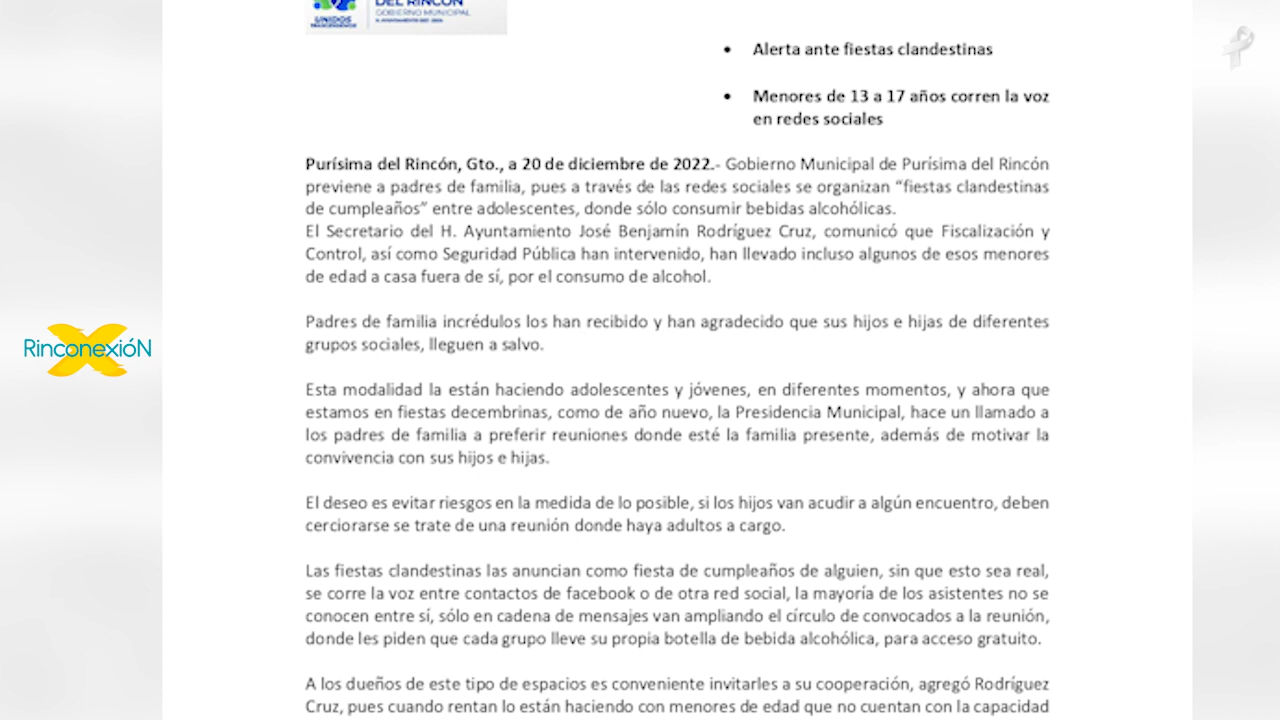 UNIDOS
TRASCENDEMOS
DEL RINCÓN
GOBIERNO MUNICIPAL
H. AYUNTAMIENTO 2021 - 2024
• Alerta ante fiestas clandestinas
• Menores de 13 a 17 años corren la voz
en redes sociales
Purísima del Rincón, Gto., a 20 de diciembre de 2022.- Gobierno Municipal de Purísima del Rincón
previene a padres de familia, pues a través de las redes sociales se organizan “fiestas clandestinas
de cumpleaños” entre adolescentes, donde sólo consumir bebidas alcohólicas.
El Secretario del H. Ayuntamiento José Benjamín Rodríguez Cruz, comunicó que Fiscalización y
Control, así como Seguridad Pública han intervenido, han llevado incluso algunos de esos menores
de edad a casa fuera de sí, por el consumo de alcohol.
Padres de familia incrédulos los han recibido y han agradecido que sus hijos e hijas de diferentes
grupos sociales, lleguen a salvo.
RinconexióN
Esta modalidad la están haciendo adolescentes y jóvenes, en diferentes momentos, y ahora que
estamos en fiestas decembrinas, como de año nuevo, la Presidencia Municipal, hace un llamado a
los padres de familia a preferir reuniones donde esté la familia presente, además de motivar la
convivencia con sus hijos e hijas.
El deseo es evitar riesgos en la medida de lo posible, si los hijos van acudir a algún encuentro, deben
cerciorarse se trate de una reunión donde haya adultos a cargo.
Las fiestas clandestinas las anuncian como fiesta de cumpleaños de alguien, sin que esto sea real,
se corre la voz entre contactos de facebook o de otra red social, la mayoría de los asistentes no se
conocen entre sí, sólo en cadena de mensajes van ampliando el círculo de convocados a la reunión,
donde les piden que cada grupo lleve su propia botella de bebida alcohólica, para acceso gratuito.
A los dueños de este tipo de espacios es conveniente invitarles a su cooperación, agregó Rodríguez
Cruz, pues cuando rentan lo están haciendo con menores de edad que no cuentan con la capacidad